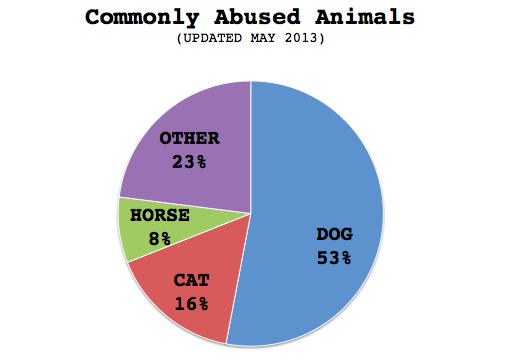 Commonly Abused Animals
(UPDATED MAY 2013)
OTHER
23%
HORSE
8%
DOG
53%
CAT
16%